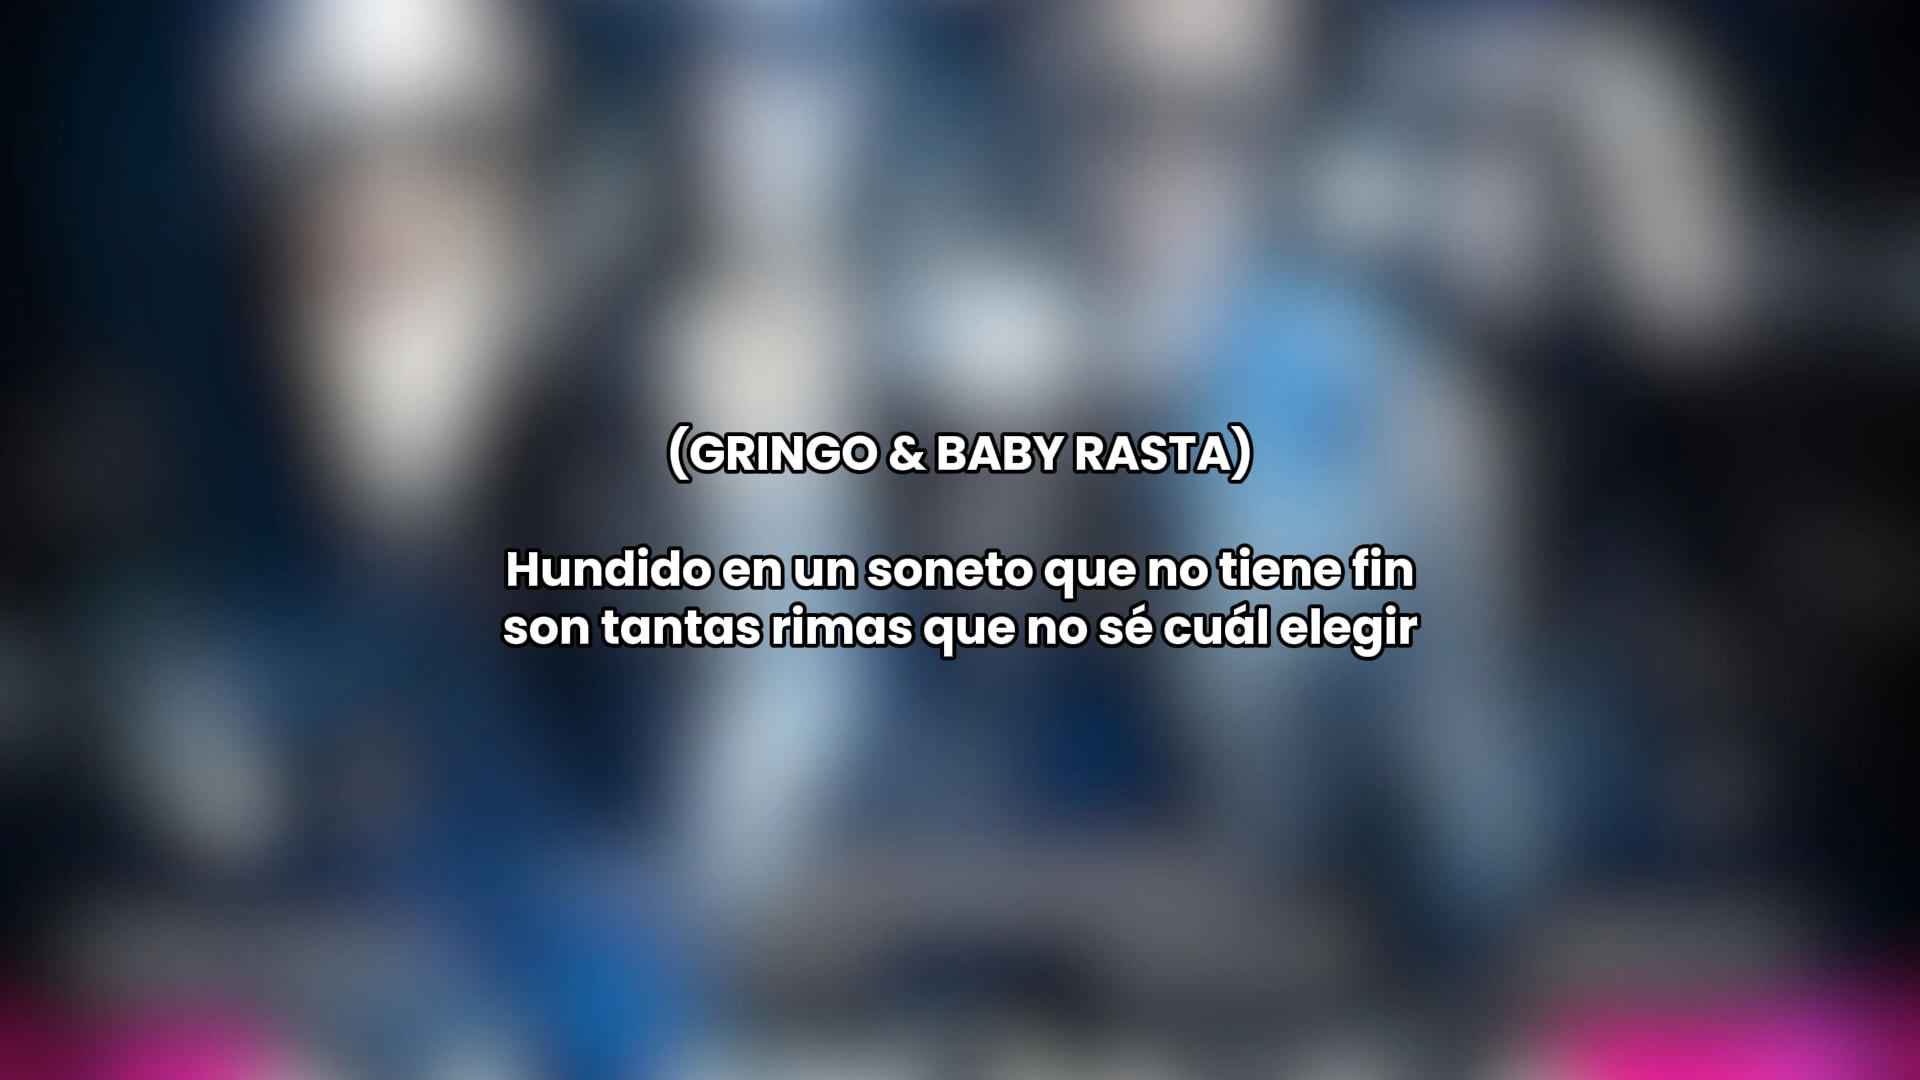 (GRINGO & BABY RASTA)
Hundido en un soneto que no tiene fin
son tantas rimas que no sé cuál elegir